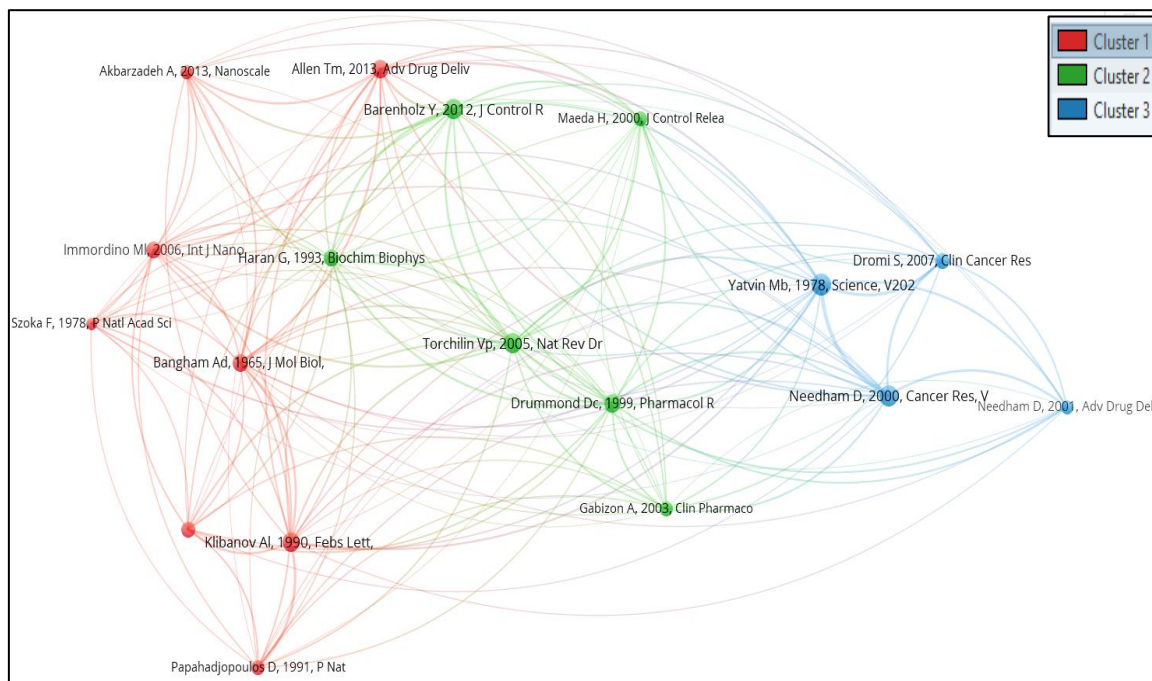 Cluster 1
Cluster 2
Cluster 3
Akbarzadeh A, 2013, Nanoscale
Allen Tm, 2013, Adv Drug Deliv
Barenholz Y, 2012, J Control R
Maeda H, 2000, J Control Relea
Immordino Ml, 2006, Int J Nano
Haran G, 1993, Biochim Biophys
Dromi S, 2007, Clin Cancer Res
Yatvin Mb, 1978, Science, V202
Szoka F, 1978, P Natl Acad Sci
Torchilin Vp, 2005, Nat Rev Dr
Bangham Ad, 1965, J Mol Biol,
Needham D, 2000, Cancer Res, V
Drummond Dc, 1999, Pharmacol R
Needham D, 2001, Adv Drug Del
Gabizon A, 2003, Clin Pharmaco
Klibanov Al, 1990, Febs Lett,
Papahadjopoulos D, 1991, P Nat